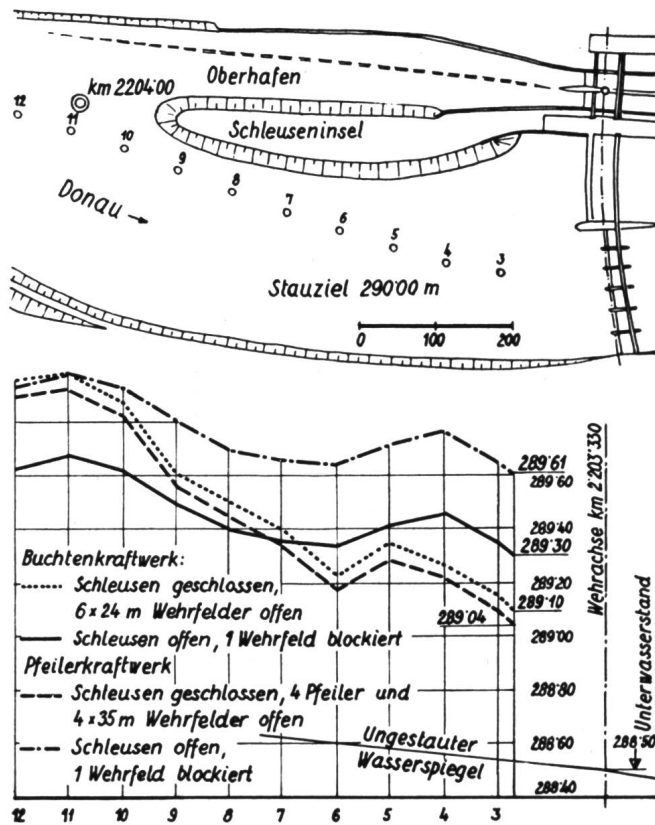 Oberhafen
km 2204'00
12
11
10
9
8
7
6
5
4
3
Schleuseninsel
Donau
Stauziel 290'00 m
0 100 200
289'61
289'60
289'40
289'30
289'20
289'10
289'04
289'00
288'80
288'60
288'50
288'40
Wehrachse km 2'203'330
Unterwasserstand
Buchtenkraftwerk:
Schleusen geschlossen,
6 x 24 m Wehrfelder offen
Schleusen offen, 1 Wehrfeld blockiert
Pfeilerkraftwerk
Schleusen geschlossen, 4 Pfeiler und
4 x 35 m Wehrfelder offen
Schleusen offen,
1 Wehrfeld blockiert
Ungestauter
Wasserspiegel
12 11 10 9 8 7 6 5 4 3